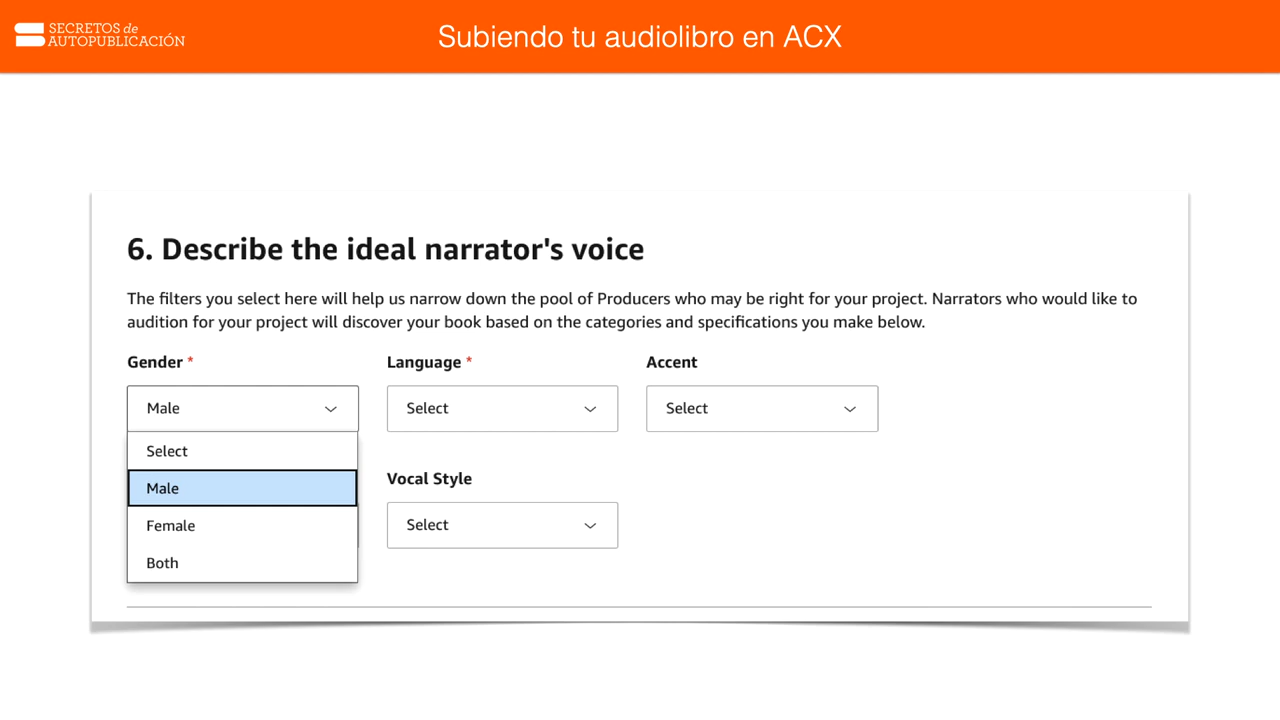 SECRETOS de
AUTOPUBLICACIÓN
Subiendo tu audiolibro en ACX
6. Describe the ideal narrator's voice
The filters you select here will help us narrow down the pool of Producers who may be right for your project. Narrators who would like to
audition for your project will discover your book based on the categories and specifications you make below.
Gender *
Language *
Accent
Male
Select
Select
Select
Male
Female
Both
Vocal Style
Select